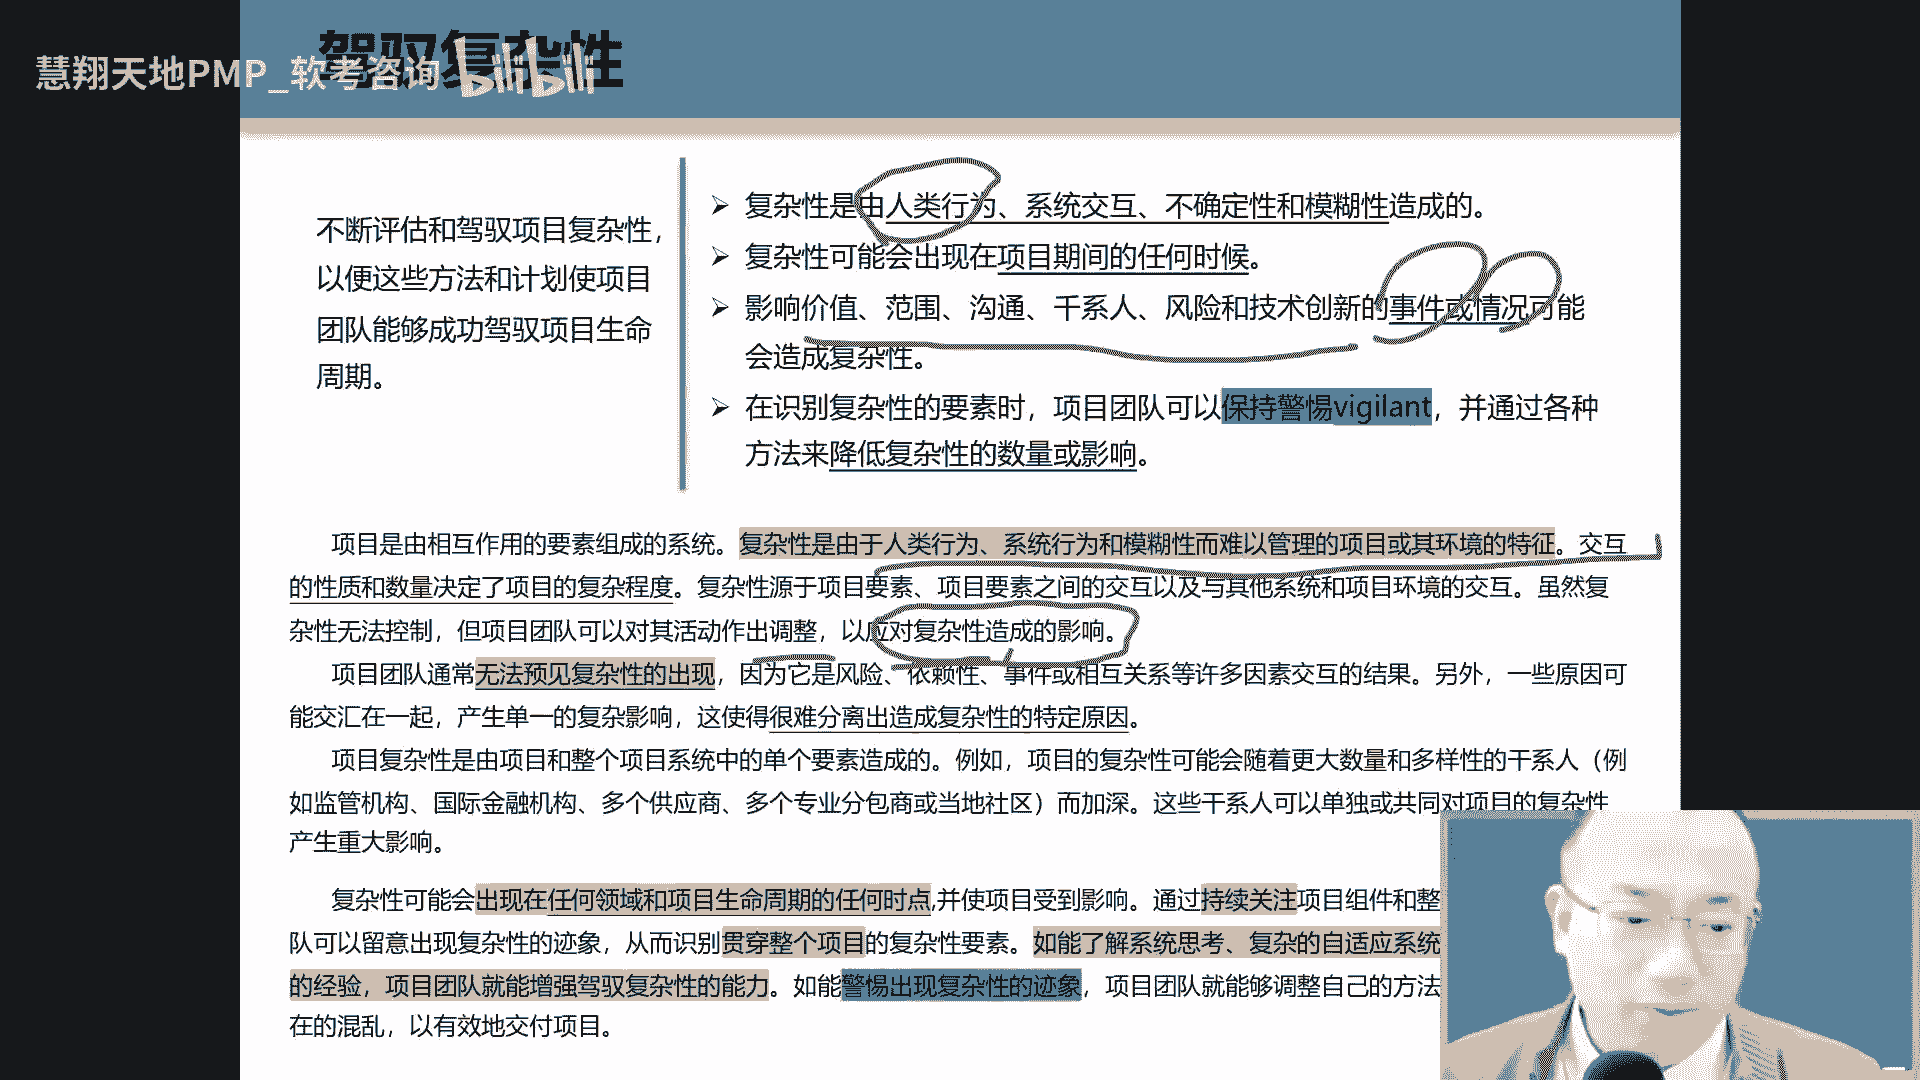 驾驭复杂性
慧翔天地PMP_软考咨询
bilibili
不断评估和驾驭项目复杂性，
以便这些方法和计划使项目
团队能够成功驾驭项目生命
周期。
➢ 复杂性是由人类行为、系统交互、不确定性和模糊性造成的。
➢ 复杂性可能会出现在项目期间的任何时候。
➢ 影响价值、范围、沟通、干系人、风险和技术创新的事件或情况可能
会造成复杂性。
➢ 在识别复杂性的要素时，项目团队可以保持警惕vigilant，并通过各种
方法来降低复杂性的数量或影响。
项目是由相互作用的要素组成的系统。复杂性是由于人类行为、系统行为和模糊性而难以管理的项目或其环境的特征。交互
的性质和数量决定了项目的复杂程度。复杂性源于项目要素、项目要素之间的交互以及与其他系统和项目环境的交互。虽然复
杂性无法控制，但项目团队可以对其活动作出调整，以应对复杂性造成的影响。
项目团队通常无法预见复杂性的出现，因为它是风险、依赖性、事件或相互关系等许多因素交互的结果。另外，一些原因可
能交汇在一起，产生单一的复杂影响，这使得很难分离出造成复杂性的特定原因。
项目复杂性是由项目和整个项目系统中的单个要素造成的。例如，项目的复杂性可能会随着更大数量和多样性的干系人（例
如监管机构、国际金融机构、多个供应商、多个专业分包商或当地社区）而加深。这些干系人可以单独或共同对项目的复杂性
产生重大影响。
复杂性可能会出现在任何领域和项目生命周期的任何时点,并使项目受到影响。通过持续关注项目组件和整
队可以留意出现复杂性的迹象，从而识别贯穿整个项目的复杂性要素。如能了解系统思考、复杂的自适应系统
的经验，项目团队就能增强驾驭复杂性的能力。如能警惕出现复杂性的迹象，项目团队就能够调整自己的方法
在的混乱，以有效地交付项目。